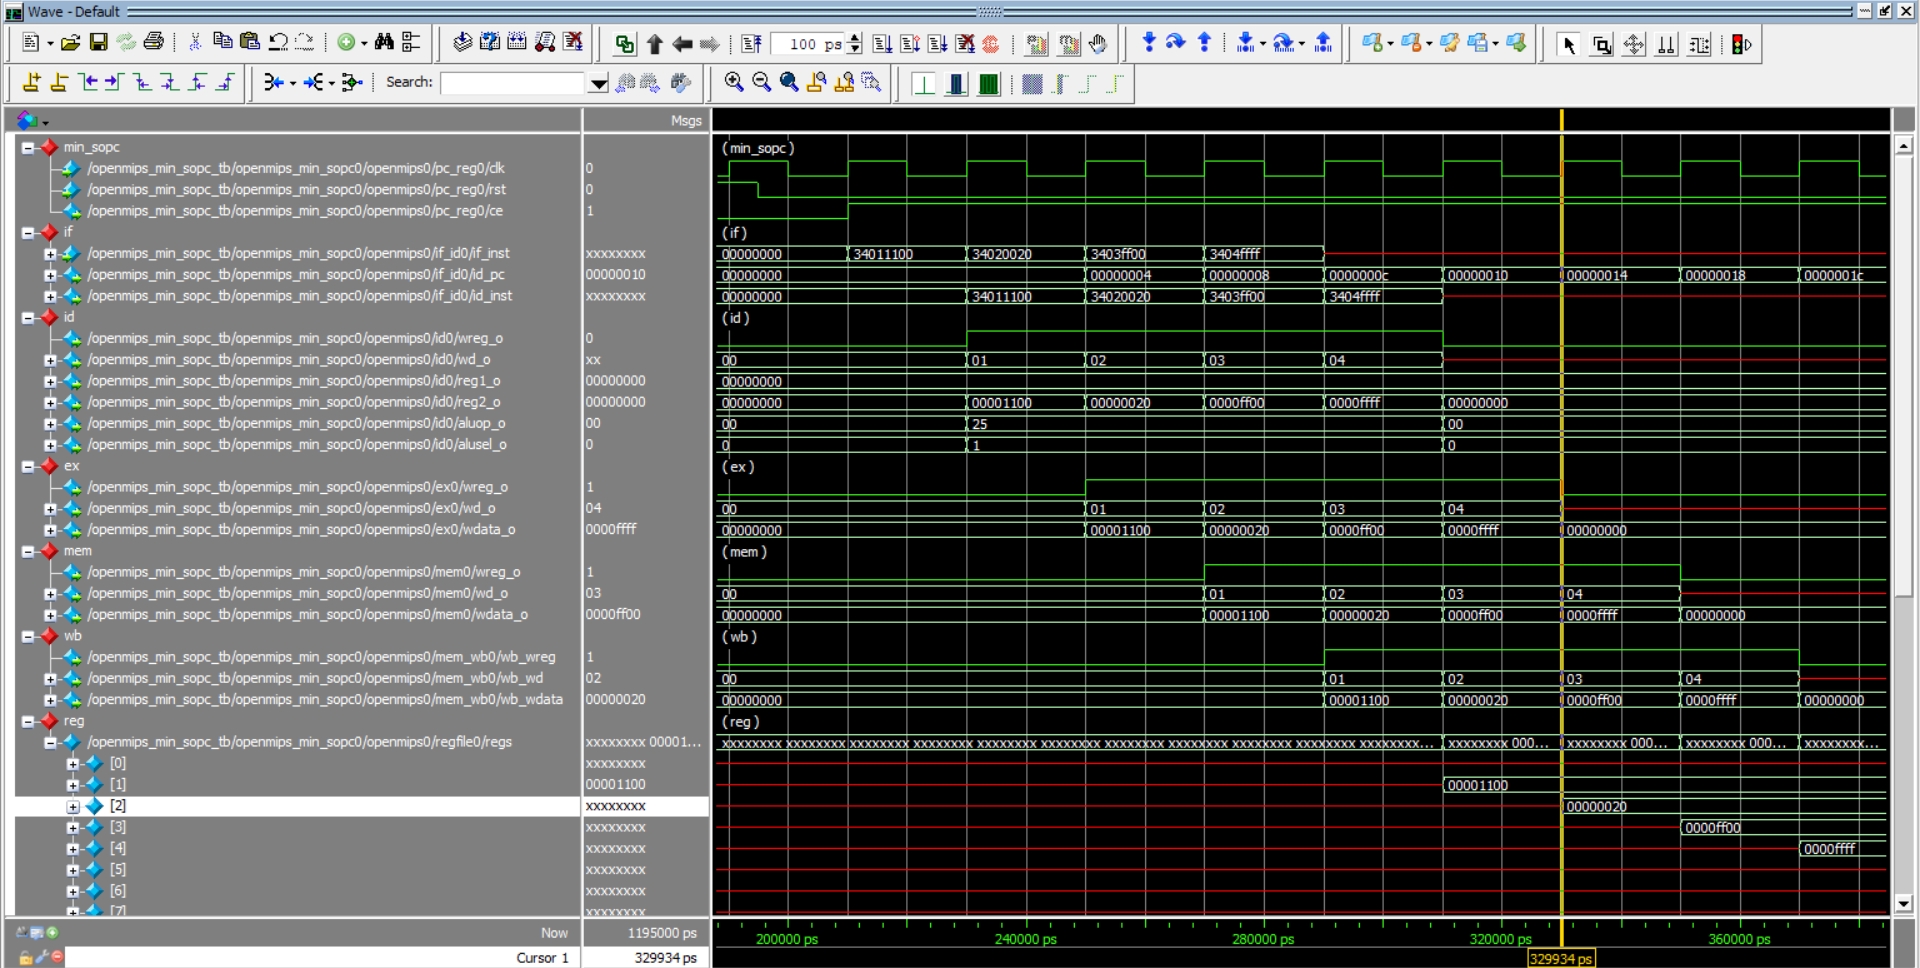 Wave - Default
100 ps
Search:
Msgs
min_sopc
(min_sopc)
/openmips_min_sopc_tb/openmips_min_sopc0/openmips0/pc_reg0/clk 0
/openmips_min_sopc_tb/openmips_min_sopc0/openmips0/pc_reg0/rst 0
/openmips_min_sopc_tb/openmips_min_sopc0/openmips0/pc_reg0/ce 1
if (if)
/openmips_min_sopc_tb/openmips_min_sopc0/openmips0/if_id0/if_inst xxxxxxxx 00000000 34011100 34020020 3403ff00 3404ffff
/openmips_min_sopc_tb/openmips_min_sopc0/openmips0/if_id0/id_pc 00000010 00000000 00000004 00000008 0000000c 00000010 00000014 00000018 0000001c
/openmips_min_sopc_tb/openmips_min_sopc0/openmips0/if_id0/id_inst xxxxxxxx 00000000 34011100 34020020 3403ff00 3404ffff
id (id)
/openmips_min_sopc_tb/openmips_min_sopc0/openmips0/id0/wreg_o 0
/openmips_min_sopc_tb/openmips_min_sopc0/openmips0/id0/wd_o xx 00 01 02 03 04
/openmips_min_sopc_tb/openmips_min_sopc0/openmips0/id0/reg1_o 00000000 00000000
/openmips_min_sopc_tb/openmips_min_sopc0/openmips0/id0/reg2_o 00000000 00000000 00001100 00000020 0000ff00 0000ffff 00000000
/openmips_min_sopc_tb/openmips_min_sopc0/openmips0/id0/aluop_o 00 00 25 00
/openmips_min_sopc_tb/openmips_min_sopc0/openmips0/id0/alusel_o 0 0 1 0
ex (ex)
/openmips_min_sopc_tb/openmips_min_sopc0/openmips0/ex0/wreg_o 1
/openmips_min_sopc_tb/openmips_min_sopc0/openmips0/ex0/wd_o 04 00 01 02 03 04
/openmips_min_sopc_tb/openmips_min_sopc0/openmips0/ex0/wdata_o 0000ffff 00000000 00001100 00000020 0000ff00 0000ffff 00000000
mem (mem)
/openmips_min_sopc_tb/openmips_min_sopc0/openmips0/mem0/wreg_o 1
/openmips_min_sopc_tb/openmips_min_sopc0/openmips0/mem0/wd_o 03 00 01 02 03 04
/openmips_min_sopc_tb/openmips_min_sopc0/openmips0/mem0/wdata_o 0000ff00 00000000 00001100 00000020 0000ff00 0000ffff 00000000
wb (wb)
/openmips_min_sopc_tb/openmips_min_sopc0/openmips0/mem_wb0/wb_wreg 1
/openmips_min_sopc_tb/openmips_min_sopc0/openmips0/mem_wb0/wb_wd 02 00 01 02 03 04
/openmips_min_sopc_tb/openmips_min_sopc0/openmips0/mem_wb0/wb_wdata 00000020 00000000 00001100 00000020 0000ff00 0000ffff 00000000
reg (reg)
/openmips_min_sopc_tb/openmips_min_sopc0/openmips0/regfile0/regs xxxxxxxx 00001... xxxxxxxx xxxxxxxx xxxxxxxx xxxxxxxx xxxxxxxx xxxxxxxx xxxxxxxx xxxxxxxx xxxxxxxx xxxxxxxx xxxxxxxx... xxxxxxxx 000... xxxxxxxx 000... xxxxxxxx 000... xxxxxxxx...
[0] xxxxxxxx
[1] 00001100 00001100
[2] xxxxxxxx 00000020
[3] xxxxxxxx 0000ff00
[4] xxxxxxxx 0000ffff
[5] xxxxxxxx
[6] xxxxxxxx
[7] xxxxxxxx
Now 1195000 ps 200000 ps 240000 ps 280000 ps 320000 ps 360000 ps
Cursor 1 329934 ps 329934 ps